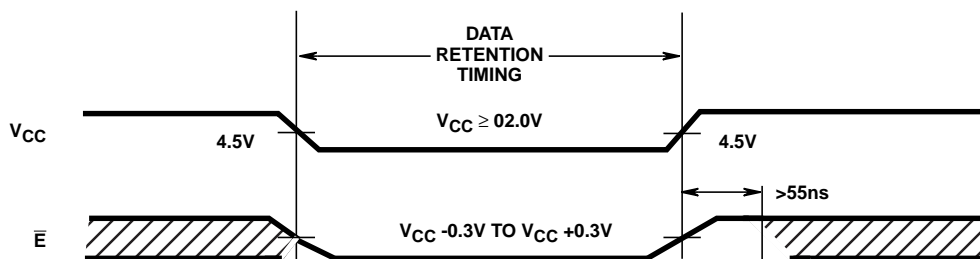 DATA
RETENTION
TIMING
VCC
4.5V
VCC ≥ 02.0V
4.5V
>55ns
E̅
VCC -0.3V TO VCC +0.3V